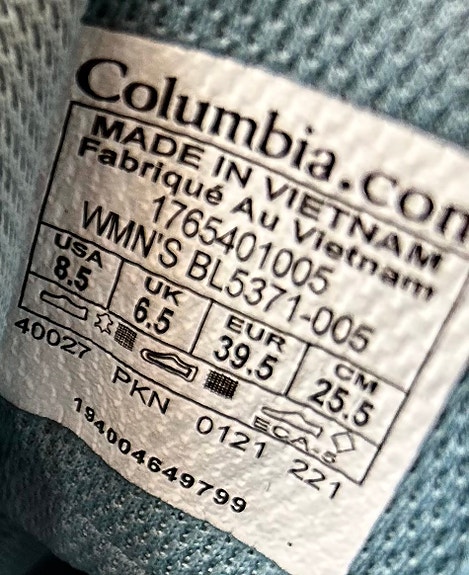 Columbia.com
MADE IN VIETNAM
Fabriqué Au Vietnam
1765401005
WMN'S BL5371-005
USA UK EUR CM
8.5 6.5 39.5 25.5
ECA.5
40027 PKN 0121 221
194004649799